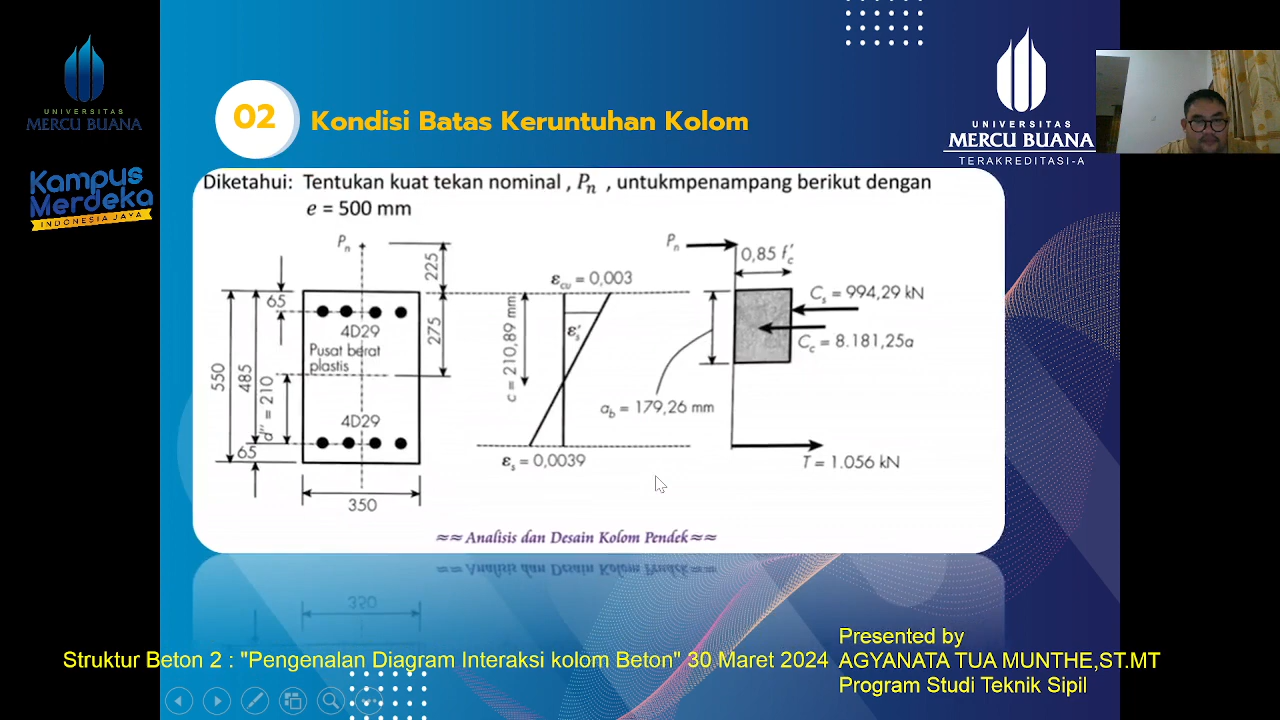 UNIVERSITAS
MERCU BUANA
Kampus
Merdeka
INDONESIA JAYA
02
Kondisi Batas Keruntuhan Kolom
UNIVERSITAS
MERCU BUANA
TERAKREDITASI-A
Diketahui: Tentukan kuat tekan nominal , Pn , untukmpenampang berikut dengan
e = 500 mm
Pn
225
65
4D29
Pusat berat
plastis
275
550
485
d'' = 210
4D29
65
350
εcu = 0,003
εs'
c = 210,89 mm
εs = 0,0039
Pn
0,85 f'c
Cs = 994,29 kN
Cc = 8.181,25a
ab = 179,26 mm
T = 1.056 kN
≈≈ Analisis dan Desain Kolom Pendek ≈≈
Presented by
Struktur Beton 2 : "Pengenalan Diagram Interaksi kolom Beton" 30 Maret 2024 AGYANATA TUA MUNTHE,ST.MT
Program Studi Teknik Sipil